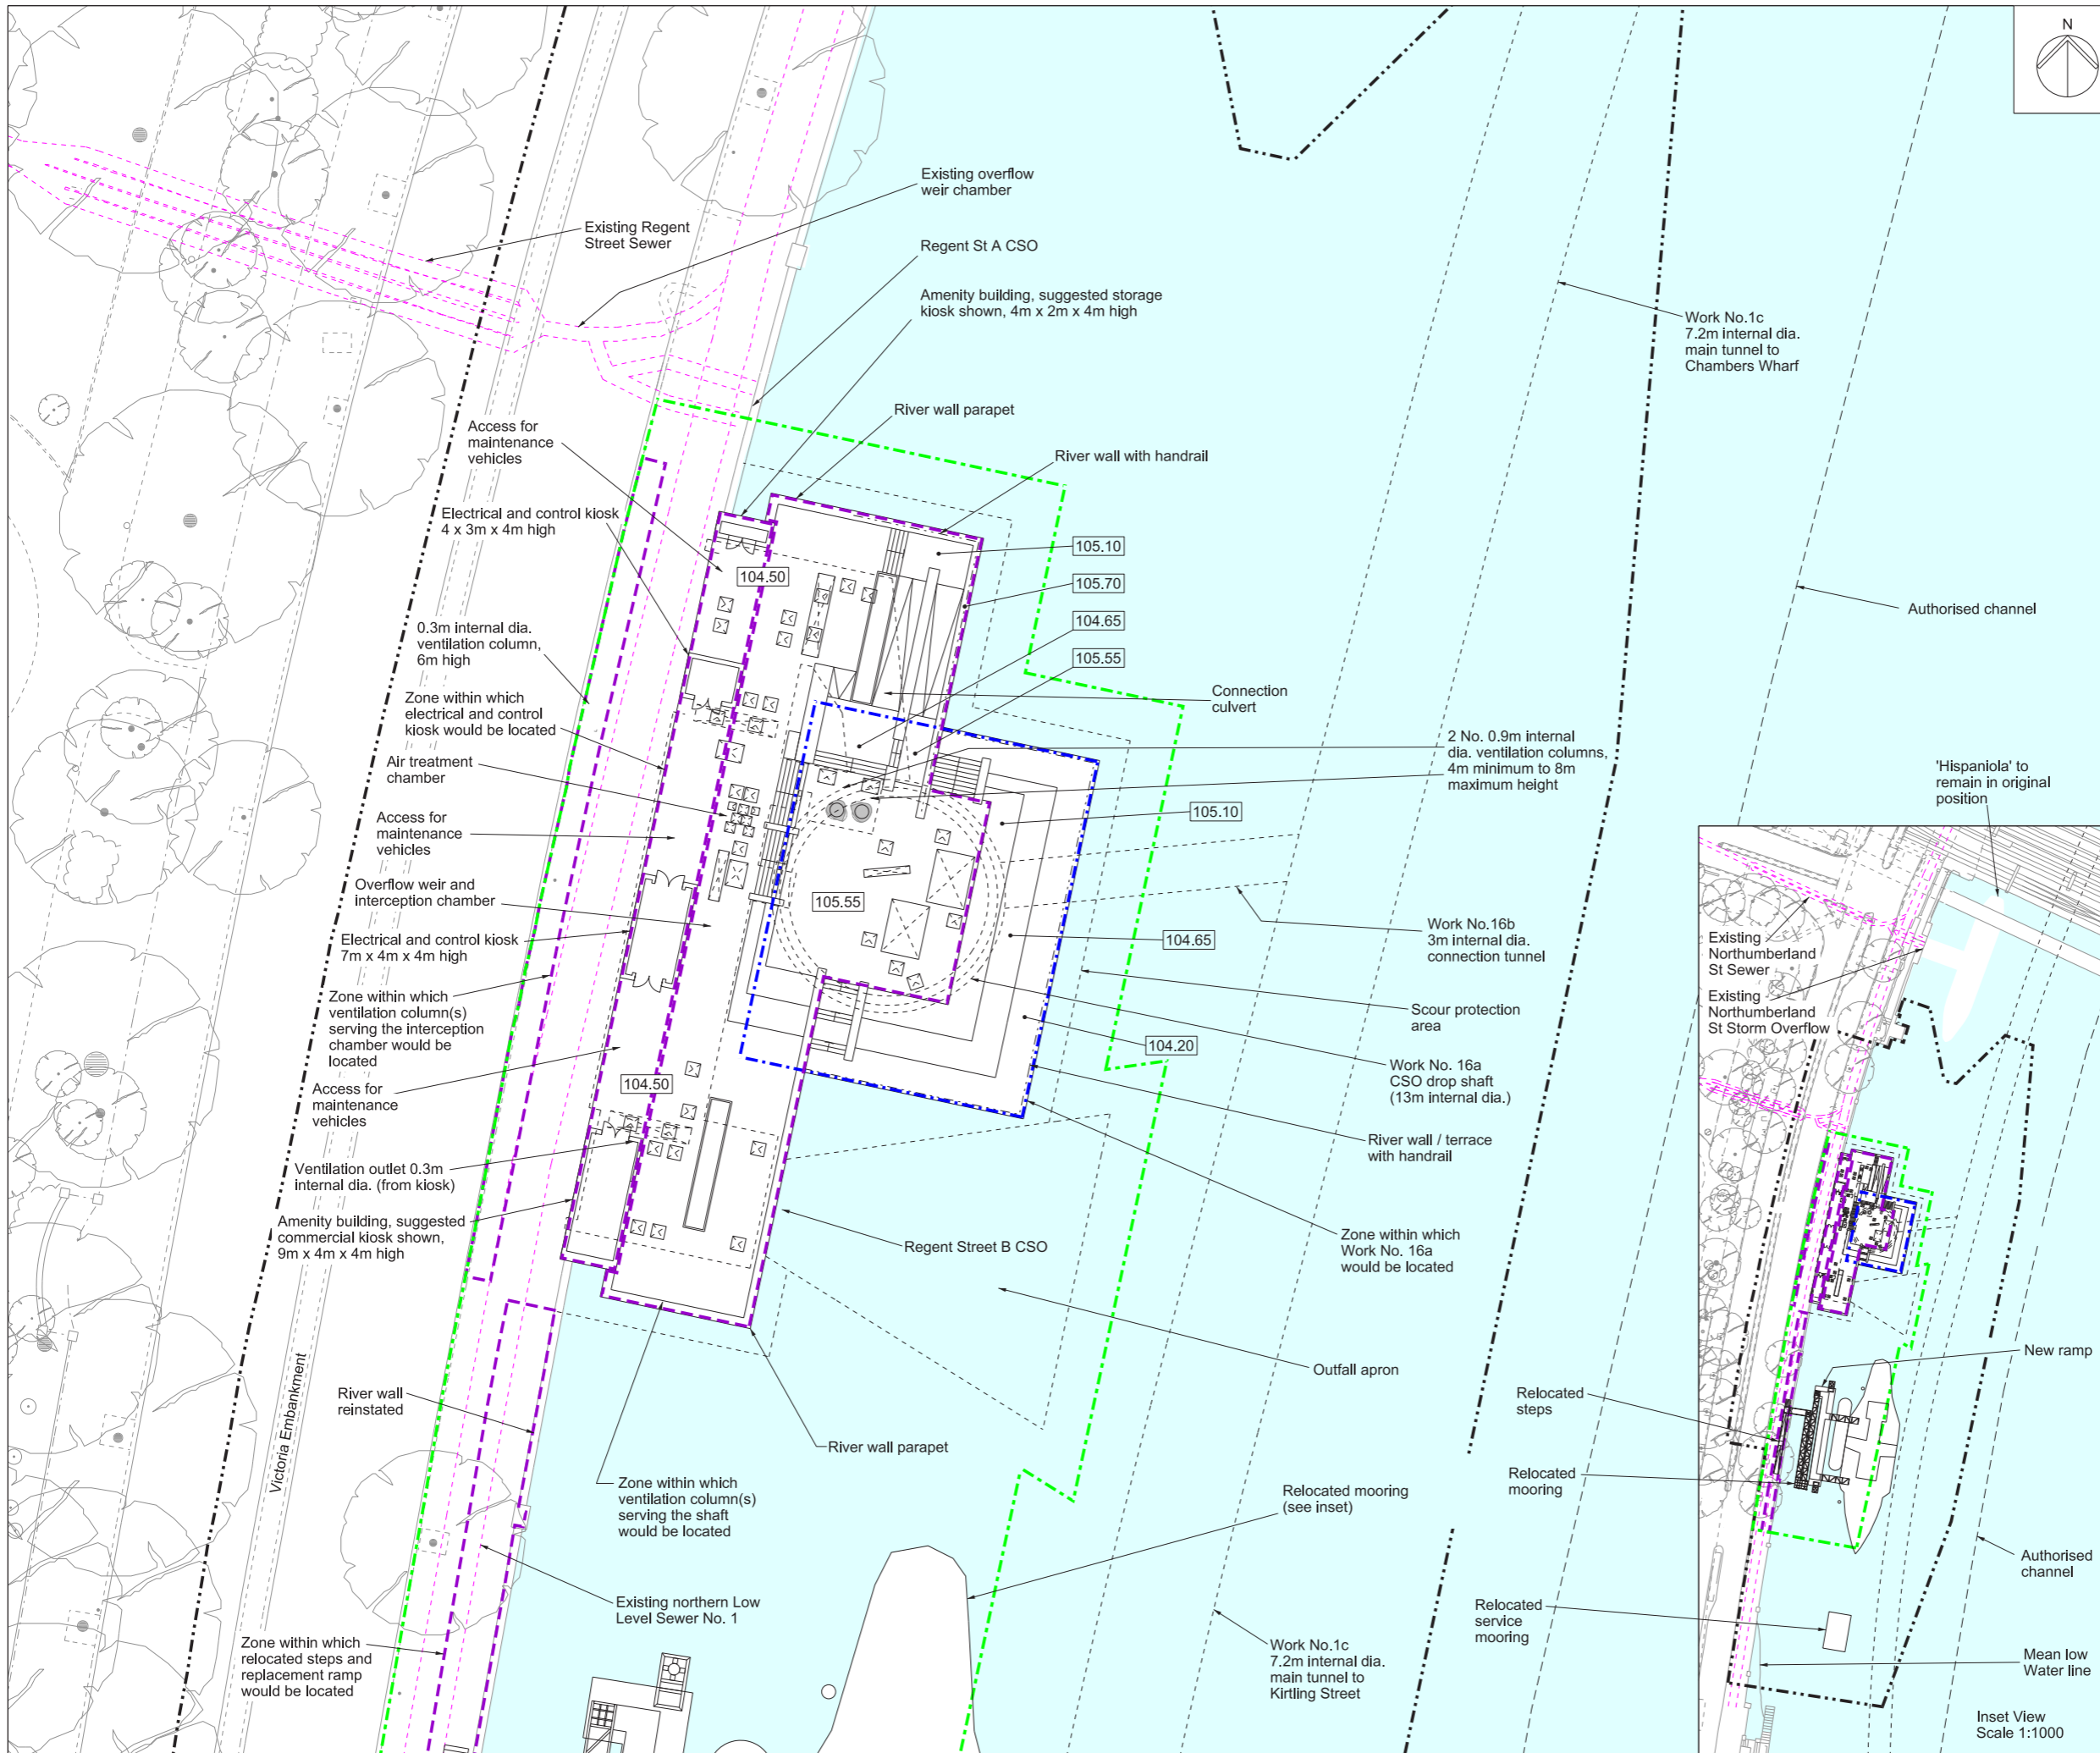 N
Existing overflow
weir chamber
Existing Regent
Street Sewer
Regent St A CSO
Amenity building, suggested storage
kiosk shown, 4m x 2m x 4m high
Work No.1c
7.2m internal dia.
main tunnel to
Chambers Wharf
River wall parapet
Access for
maintenance
vehicles
River wall with handrail
Electrical and control kiosk
4 x 3m x 4m high
105.10
104.50
105.70
Authorised channel
104.65
0.3m internal dia.
ventilation column,
6m high
105.55
Connection
culvert
Zone within which
electrical and control
kiosk would be located
2 No. 0.9m internal
dia. ventilation columns,
4m minimum to 8m
maximum height
Air treatment
chamber
'Hispaniola' to
remain in original
position
105.10
Access for
maintenance
vehicles
Overflow weir and
interception chamber
105.55
Work No.16b
3m internal dia.
connection tunnel
104.65
Electrical and control kiosk
7m x 4m x 4m high
Existing
Northumberland
St Sewer
Existing
Northumberland
St Storm Overflow
Zone within which
ventilation column(s)
serving the interception
chamber would be
located
Scour protection
area
104.20
Work No. 16a
CSO drop shaft
(13m internal dia.)
Access for
maintenance
vehicles
104.50
River wall / terrace
with handrail
Ventilation outlet 0.3m
internal dia. (from kiosk)
Amenity building, suggested
commercial kiosk shown,
9m x 4m x 4m high
Regent Street B CSO
Zone within which
Work No. 16a
would be located
New ramp
Outfall apron
Victoria Embankment
River wall
reinstated
Relocated
steps
River wall parapet
Zone within which
ventilation column(s)
serving the shaft
would be located
Relocated mooring
(see inset)
Relocated
mooring
Authorised
channel
Existing northern Low
Level Sewer No. 1
Relocated
service
mooring
Zone within which
relocated steps and
replacement ramp
would be located
Work No.1c
7.2m internal dia.
main tunnel to
Kirtling Street
Mean low
Water line
Inset View
Scale 1:1000